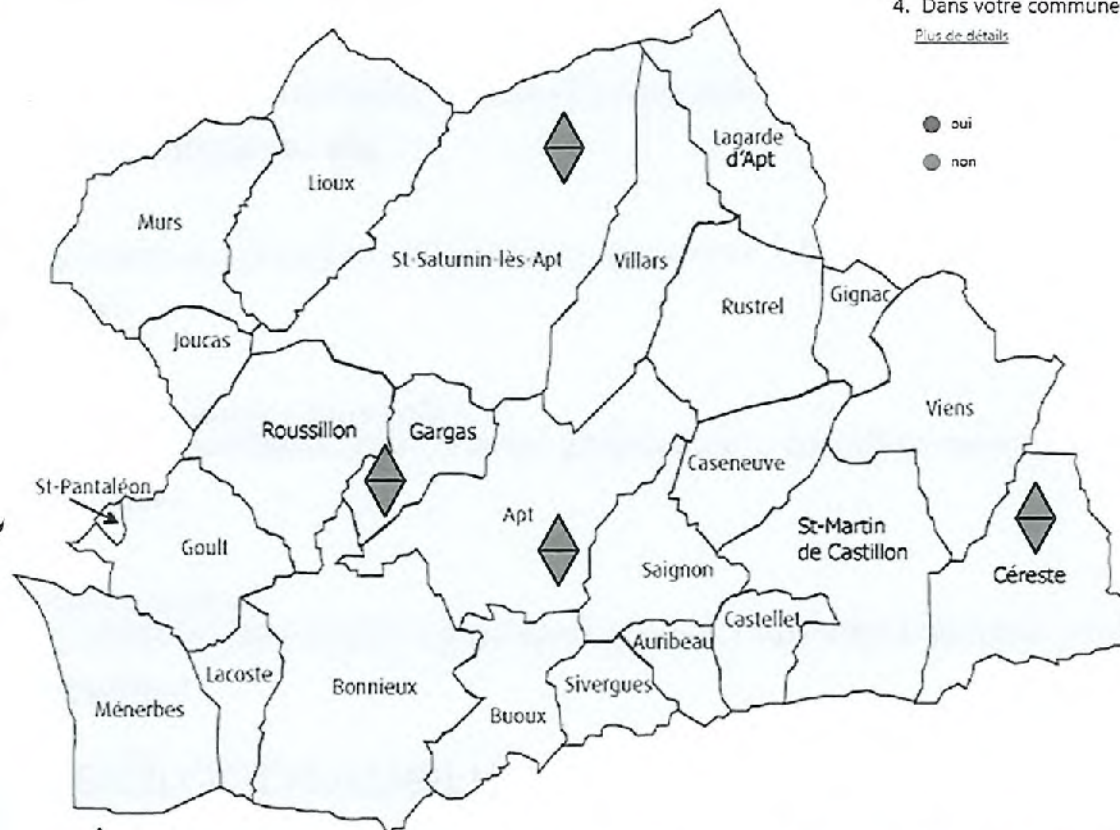 4. Dans votre commune
Plus de détails
oui
non
Lagarde
d'Apt
Lioux
Murs
St-Saturnin-lès-Apt
Villars
Gignac
Rustrel
Joucas
Viens
Roussillon
Gargas
Caseneuve
St-Pantaléon
Apt
St-Martin
de Castillon
Goult
Saignon
Céreste
Castellet
Auribeau
Lacoste
Sivergues
Bonnieux
Ménerbes
Buoux